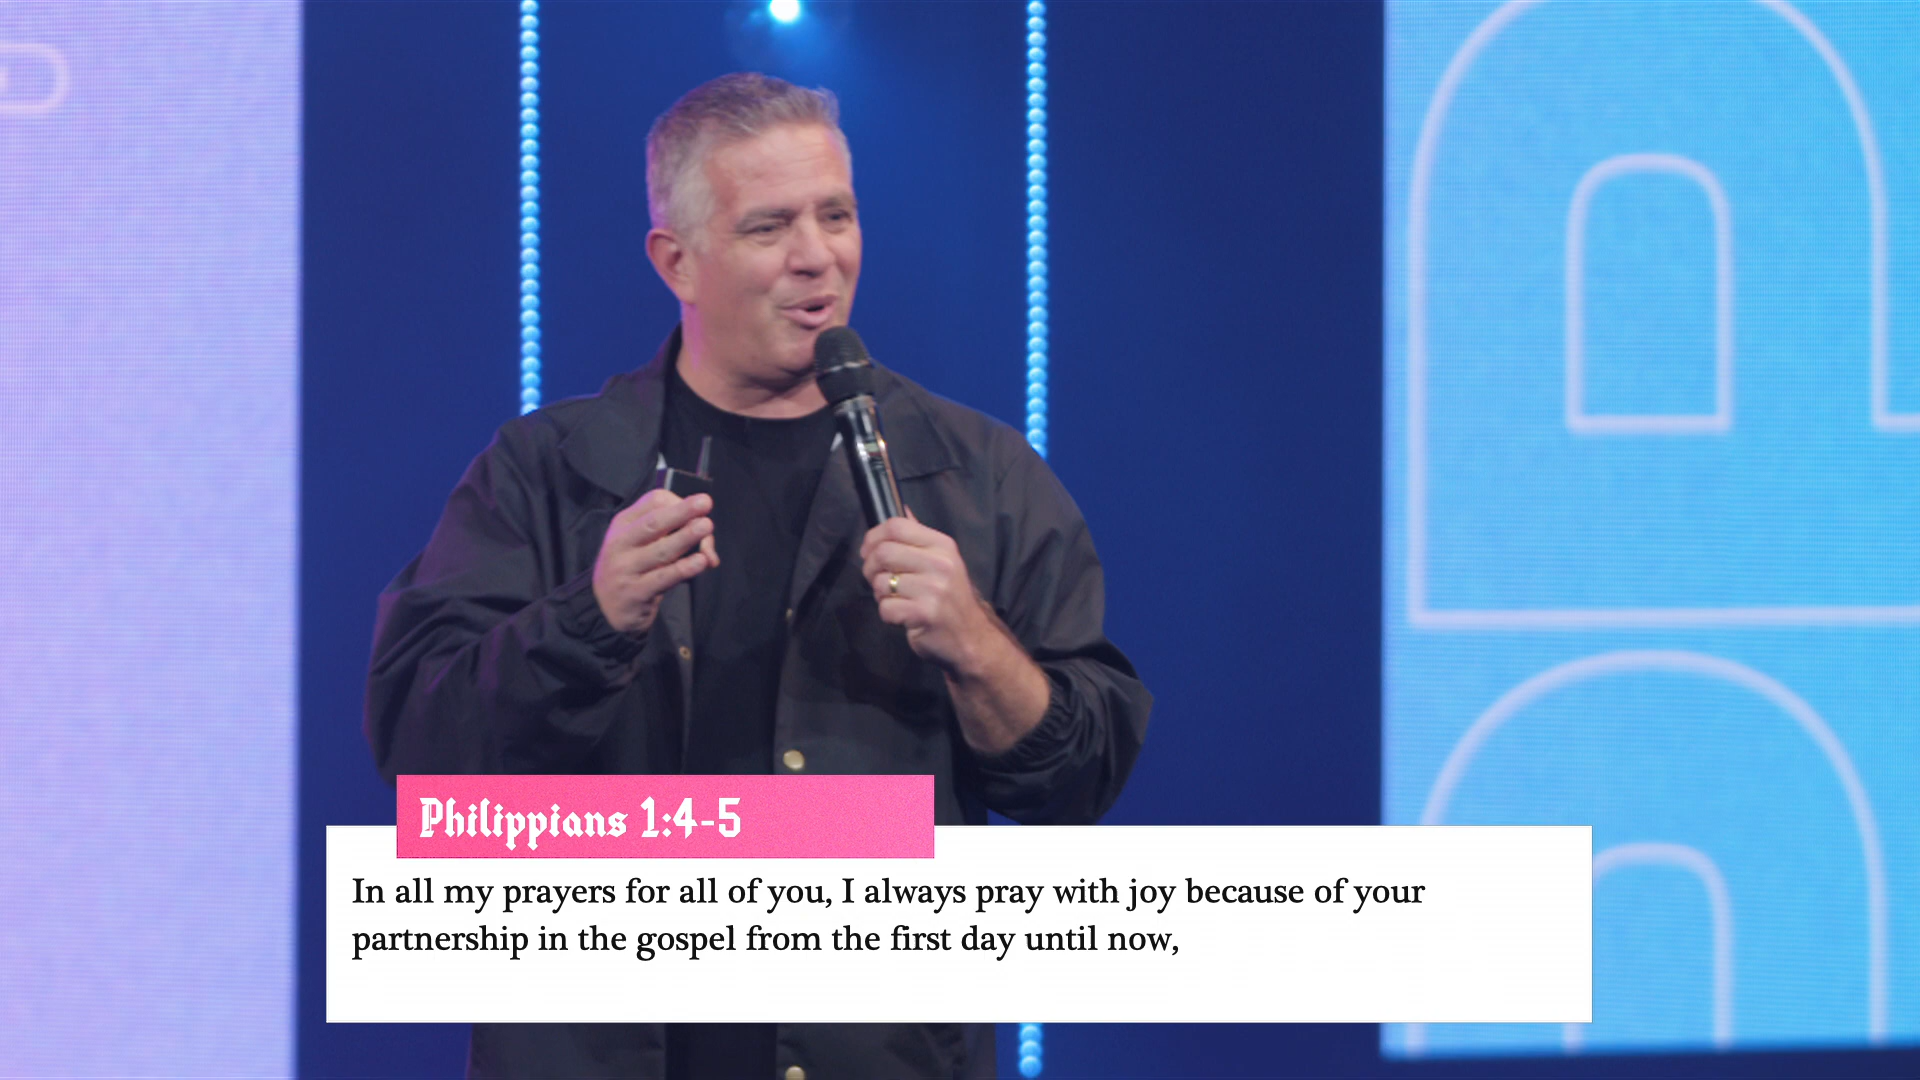 Philippians 1:4-5
In all my prayers for all of you, I always pray with joy because of your
partnership in the gospel from the first day until now,